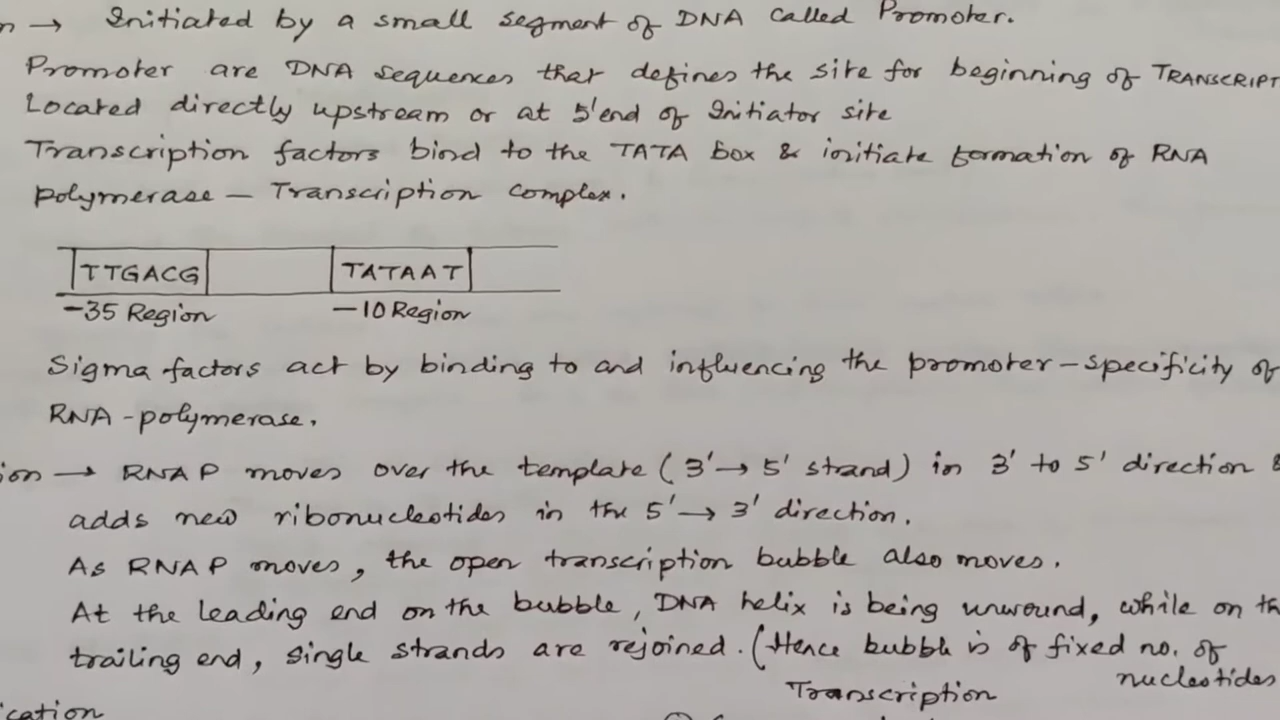 n → Initiated by a small segment of DNA called Promoter.
Promoter are DNA sequences that defines the site for beginning of TRANSCRIPT
Located directly upstream or at 5' end of Initiator site
Transcription factors bind to the TATA box & initiate formation of RNA
polymerase – Transcription complex.
TTGACG TATAAT
-35 Region -10 Region
Sigma factors act by binding to and influencing the promoter-specificity of
RNA-polymerase.
ion → RNAP moves over the template (3' → 5' strand) in 3' to 5' direction &
adds new ribonucleotides in the 5' → 3' direction.
As RNAP moves, the open transcription bubble also moves.
At the leading end on the bubble, DNA helix is being unwound, while on th
trailing end, single strands are rejoined. (Hence bubble is of fixed no. of
nucleotides
Transcription
ication